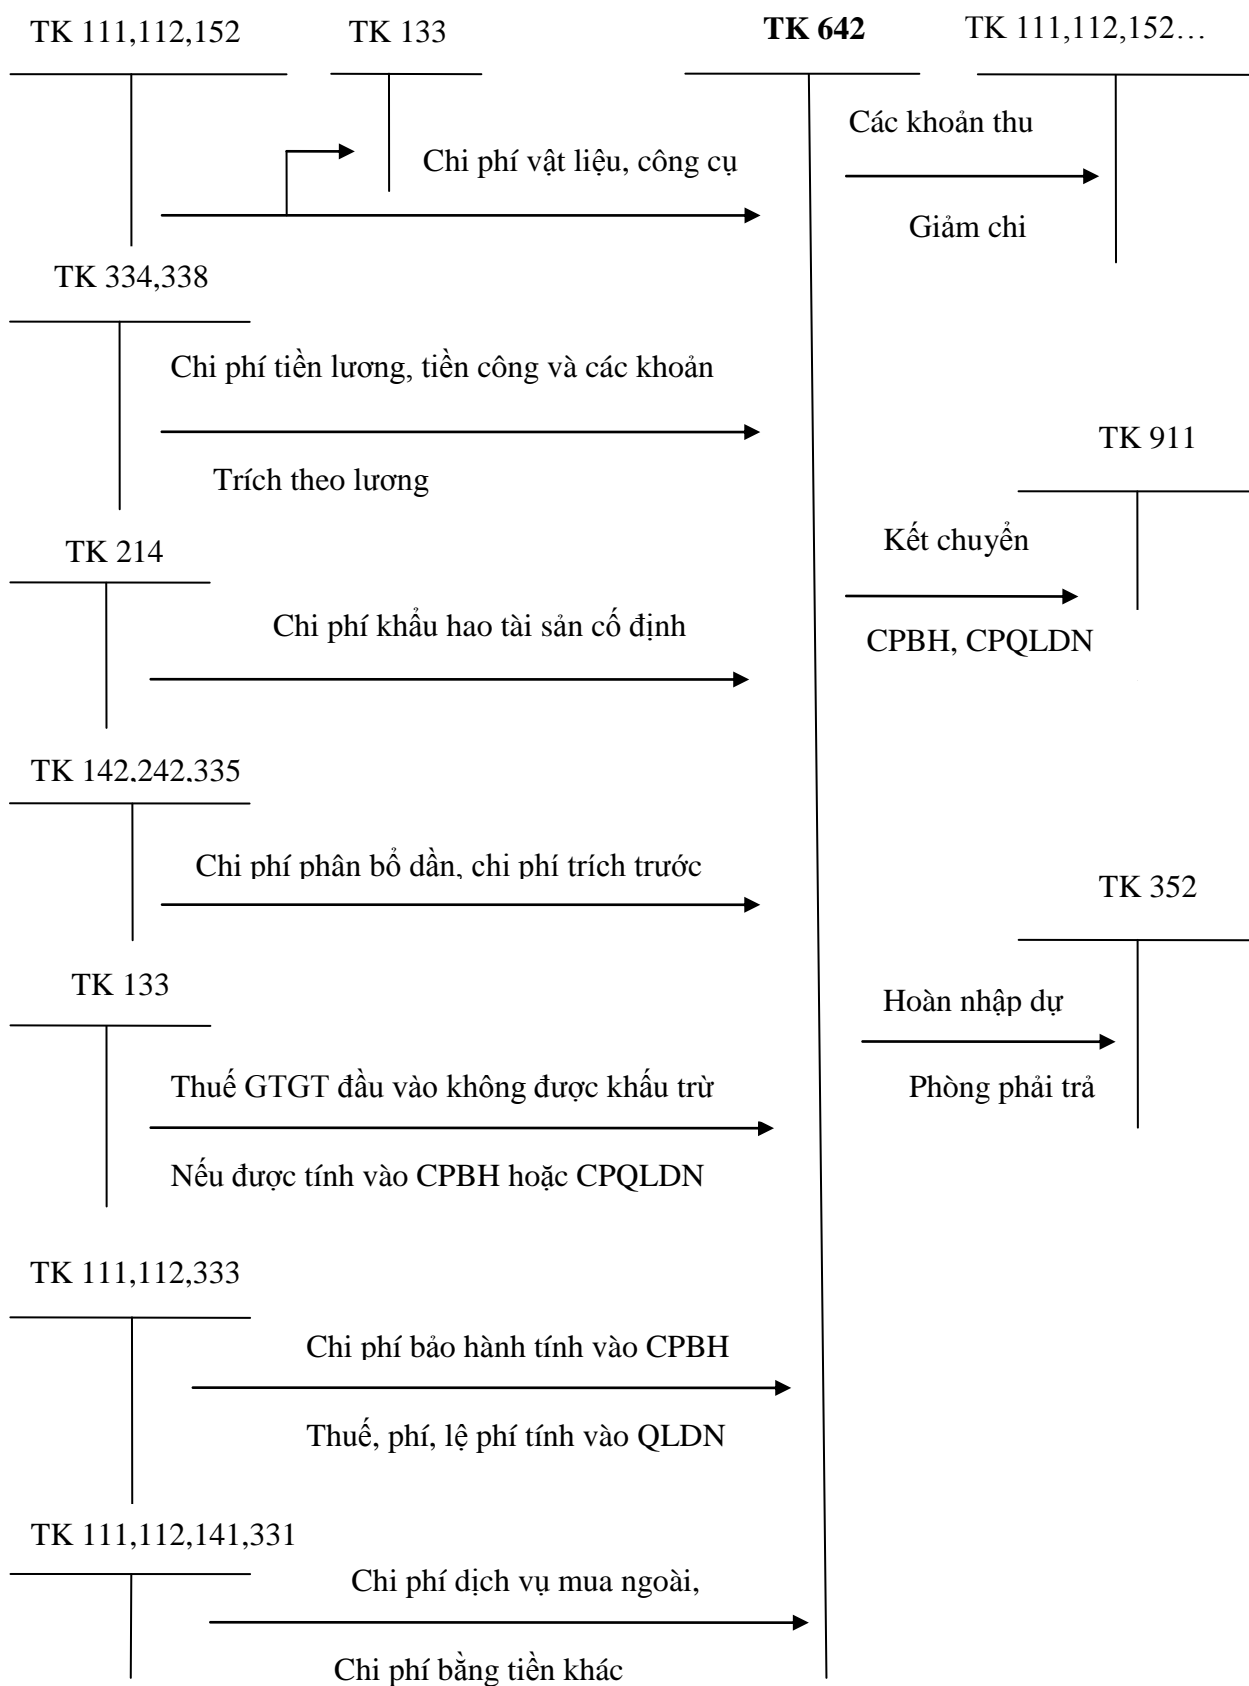 TK 111,112,152
TK 133
TK 642
TK 111,112,152…
Các khoản thu
Chi phí vật liệu, công cụ
Giảm chi
TK 334,338
Chi phí tiền lương, tiền công và các khoản
TK 911
Trích theo lương
Kết chuyển
TK 214
Chi phí khẩu hao tài sản cố định
CPBH, CPQLDN
TK 142,242,335
Chi phí phân bổ dần, chi phí trích trước
TK 352
TK 133
Hoàn nhập dự
Thuế GTGT đầu vào không được khấu trừ
Phòng phải trả
Nếu được tính vào CPBH hoặc CPQLDN
TK 111,112,333
Chi phí bảo hành tính vào CPBH
Thuế, phí, lệ phí tính vào QLDN
TK 111,112,141,331
Chi phí dịch vụ mua ngoài,
Chi phí bằng tiền khác